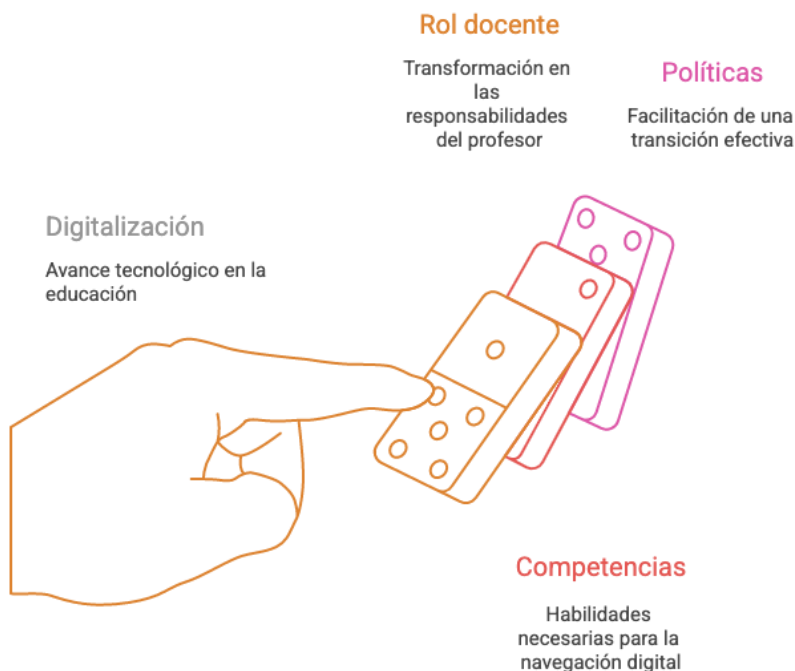 Rol docente
Transformación en
las
responsabilidades
del profesor
Políticas
Facilitación de una
transición efectiva
Digitalización
Avance tecnológico en la
educación
Competencias
Habilidades
necesarias para la
navegación digital